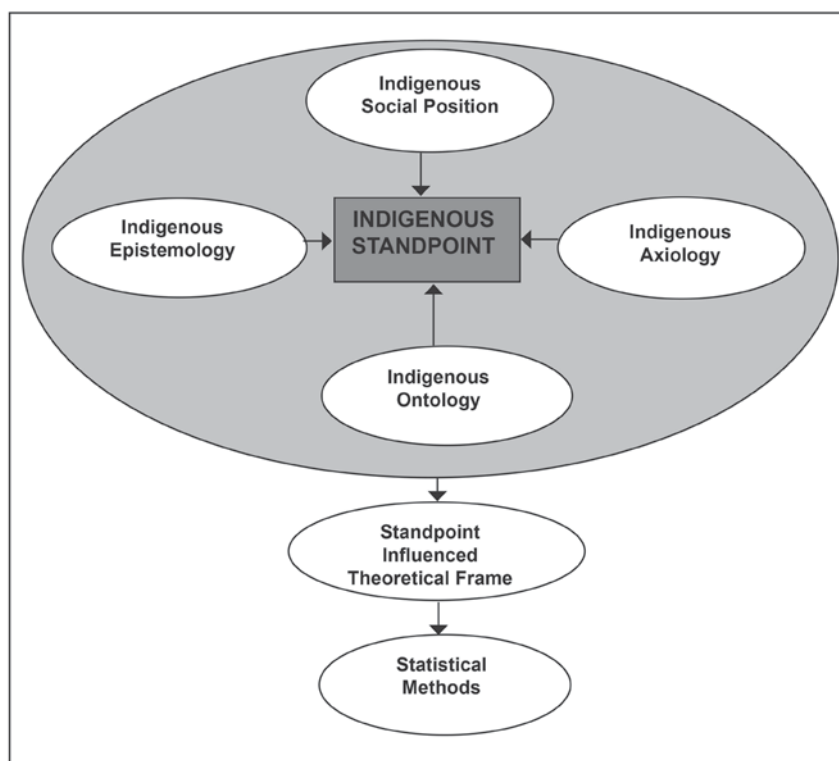 Indigenous
Social Position
Indigenous
Epistemology
INDIGENOUS
STANDPOINT
Indigenous
Axiology
Indigenous
Ontology
Standpoint
Influenced
Theoretical Frame
Statistical
Methods